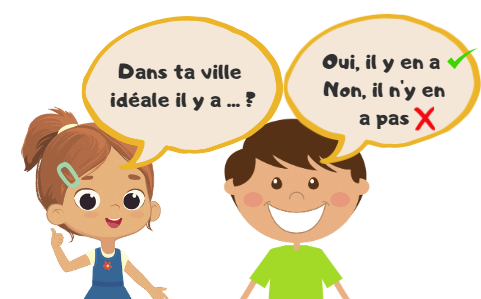 Dans ta ville
idéale il y a ... ?
Oui, il y en a
Non, il n'y en
a pas